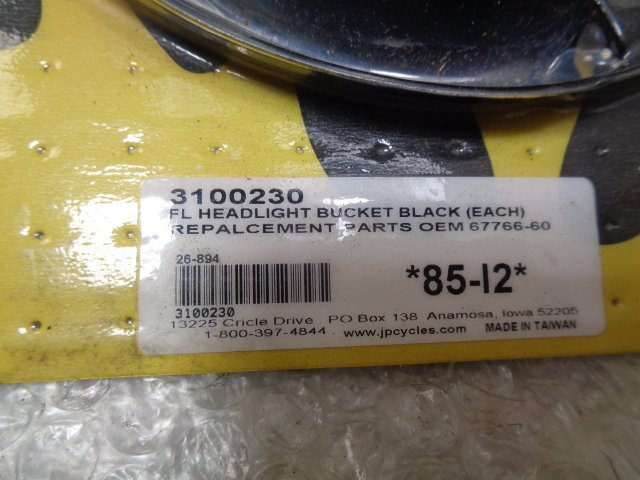 3100230
FL HEADLIGHT BUCKET BLACK (EACH)
REPALCEMENT PARTS OEM 67766-60
26-894
*85-I2*
3100230
13225 Cricle Drive . PO Box 138 Anamosa, Iowa 52205
1-800-397-4844 . www.jpcycles.com MADE IN TAIWAN